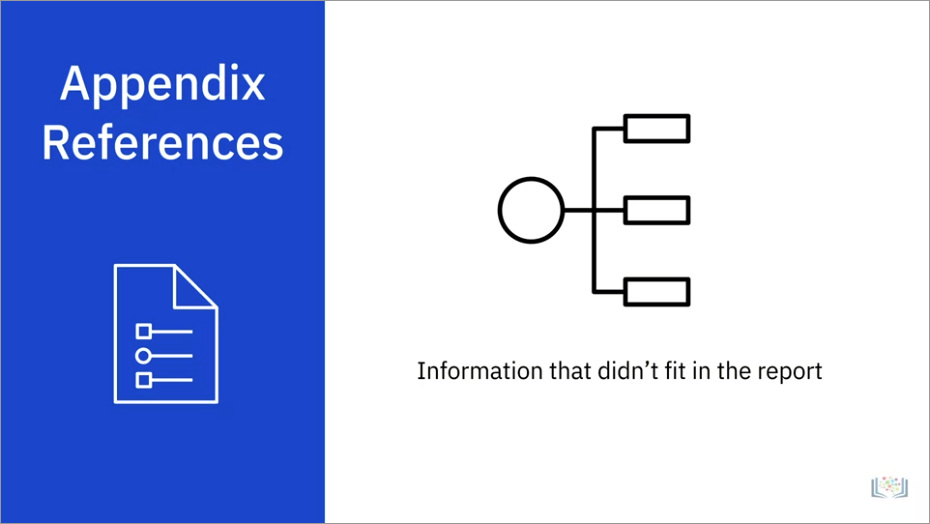 Appendix
References
Information that didn’t fit in the report